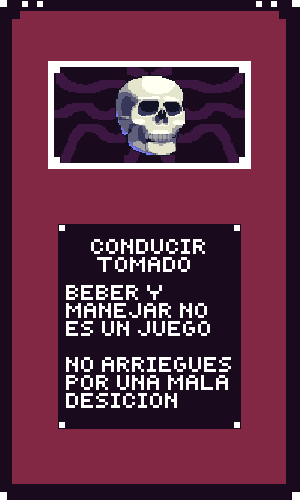 CONDUCIR
TOMADO
BEBER Y
MANEJAR NO
ES UN JUEGO
NO ARRIEGUES
POR UNA MALA
DESICION